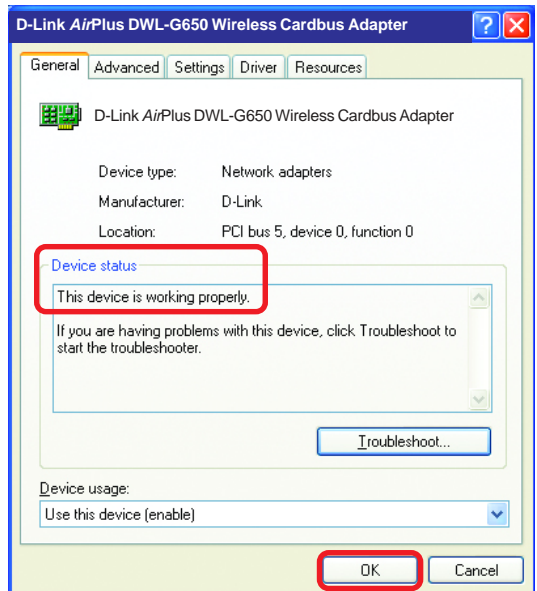 D-Link AirPlus DWL-G650 Wireless Cardbus Adapter
General Advanced Settings Driver Resources
D-Link AirPlus DWL-G650 Wireless Cardbus Adapter
Device type: Network adapters
Manufacturer: D-Link
Location: PCI bus 5, device 0, function 0
Device status
This device is working properly.
If you are having problems with this device, click Troubleshoot to
start the troubleshooter.
Troubleshoot...
Device usage:
Use this device (enable)
OK Cancel